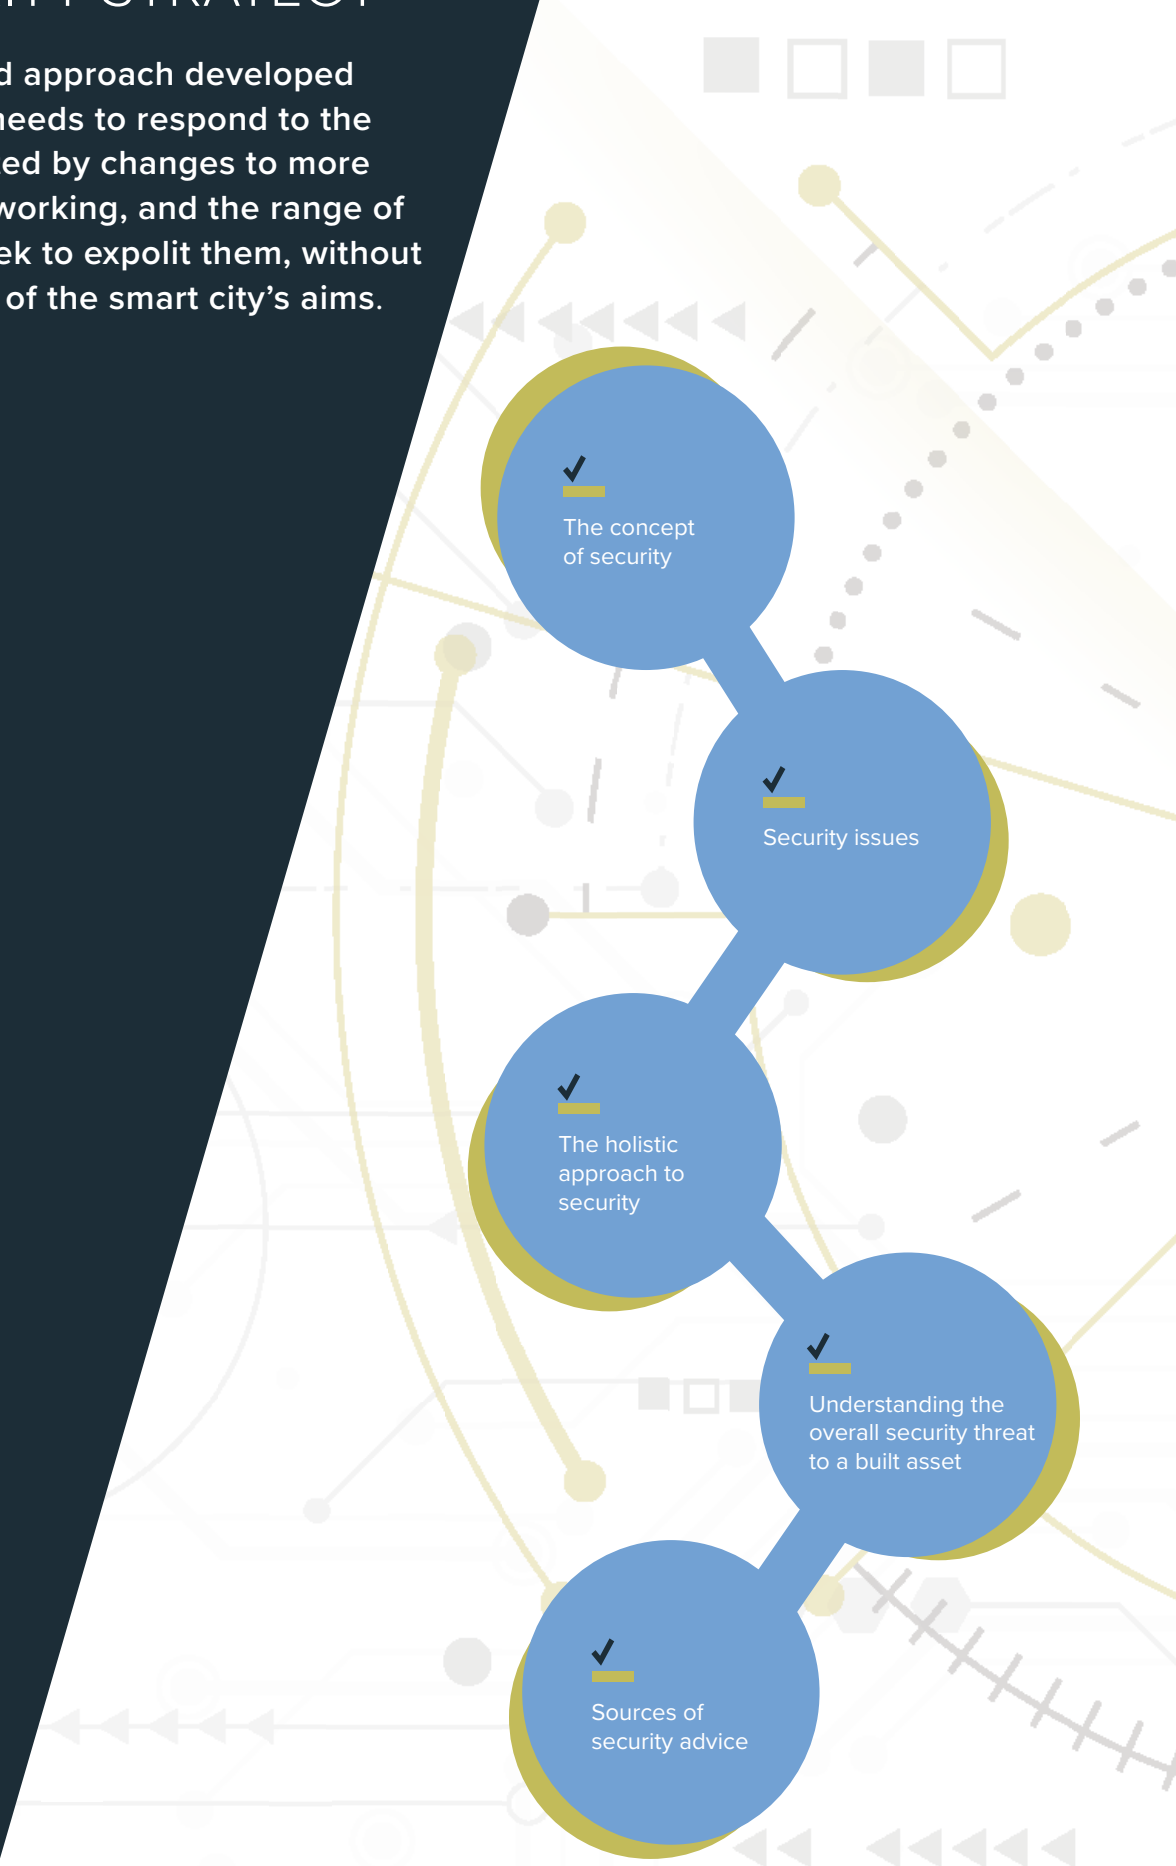 STRATEGY
approach developed
needs to respond to the
by changes to more
working, and the range of
to expolit them, without
of the smart city's aims.
The concept
of security
Security issues
The holistic
approach to
security
Understanding the
overall security threat
to a built asset
Sources of
security advice